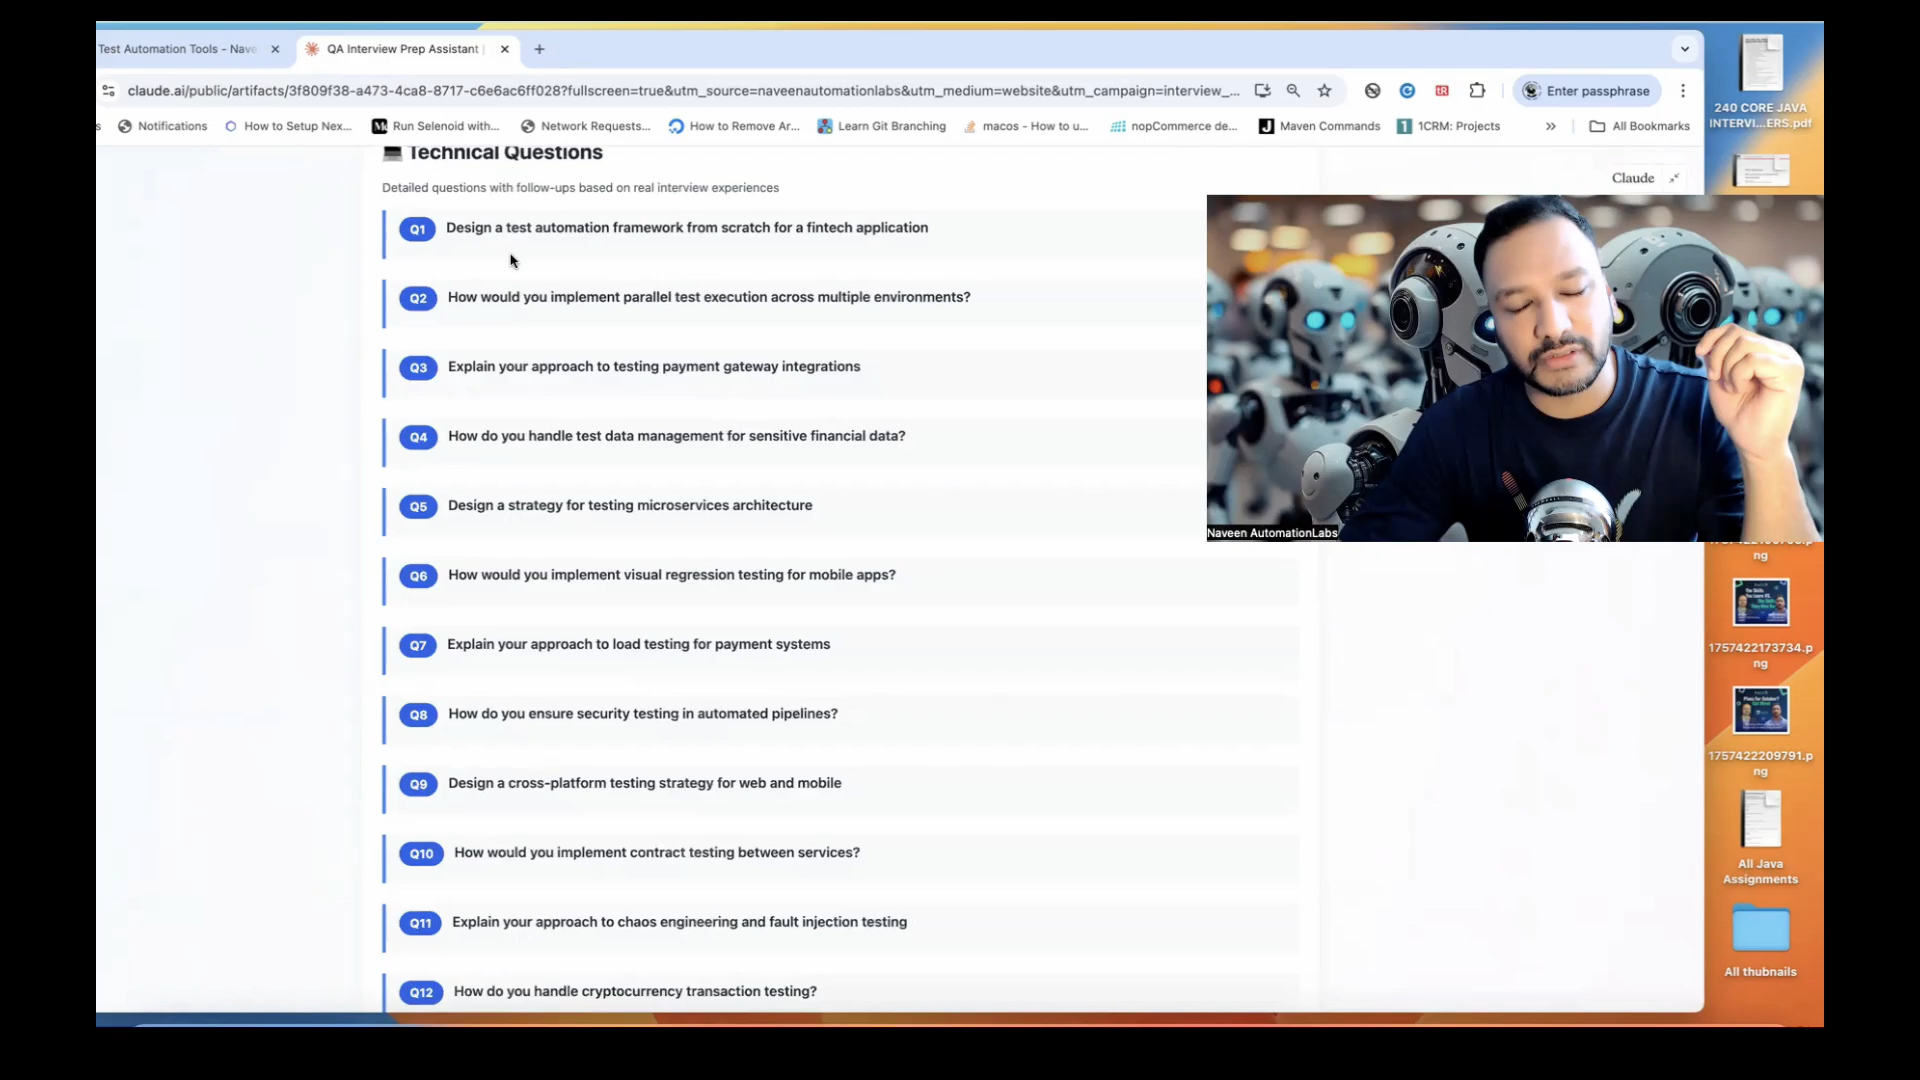 Test Automation Tools - Nave
QA Interview Prep Assistant |
claude.ai/public/artifacts/3f809f38-a473-4ca8-8717-c6e6ac6ff028?fullscreen=true&utm_source=naveenautomationlabs&utm_medium=website&utm_campaign=interview_...
Enter passphrase
s
Notifications
How to Setup Nex...
Run Selenoid with...
Network Requests...
How to Remove Ar...
Learn Git Branching
macos - How to u...
nopCommerce de...
Maven Commands
1CRM: Projects
All Bookmarks
240 CORE JAVA
INTERVI...ERS.pdf
Technical Questions
Detailed questions with follow-ups based on real interview experiences
Claude
Q1 Design a test automation framework from scratch for a fintech application
Q2 How would you implement parallel test execution across multiple environments?
Q3 Explain your approach to testing payment gateway integrations
Q4 How do you handle test data management for sensitive financial data?
Q5 Design a strategy for testing microservices architecture
Naveen AutomationLabs
ng
Q6 How would you implement visual regression testing for mobile apps?
Q7 Explain your approach to load testing for payment systems
1757422173734.p
ng
Q8 How do you ensure security testing in automated pipelines?
1757422209791.p
ng
Q9 Design a cross-platform testing strategy for web and mobile
Q10 How would you implement contract testing between services?
All Java
Assignments
Q11 Explain your approach to chaos engineering and fault injection testing
All thubnails
Q12 How do you handle cryptocurrency transaction testing?